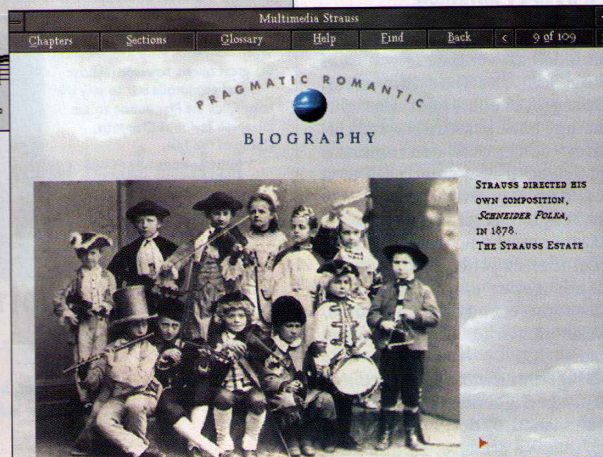 Multimedia Strauss
Chapters Sections Glossary Help Find Back < 9 of 109
PRAGMATIC ROMANTIC
BIOGRAPHY
STRAUSS DIRECTED HIS
OWN COMPOSITION,
SCHNEIDER POLKA,
IN 1878.
THE STRAUSS ESTATE